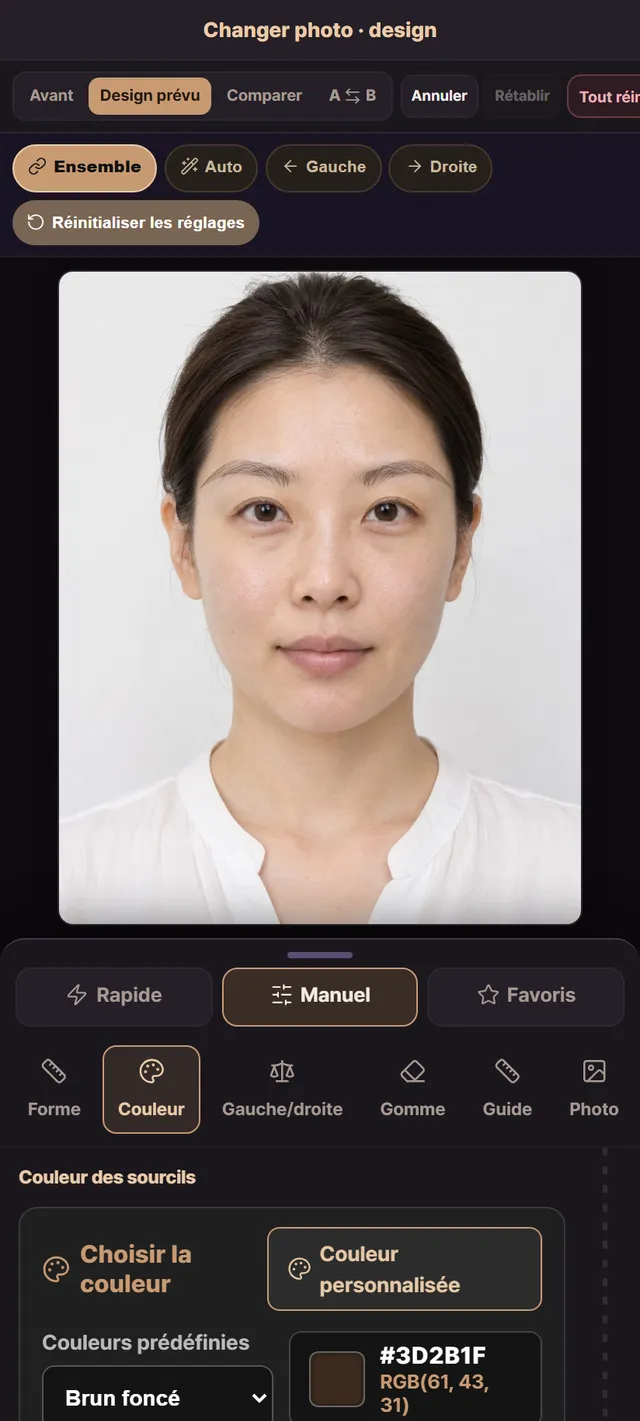 Changer photo · design
Avant Design prévu Comparer A ⇆ B Annuler Rétablir Tout réin
Ensemble Auto Gauche Droite
Réinitialiser les réglages
Rapide Manuel Favoris
Forme Couleur Gauche/droite Gomme Guide Photo
Couleur des sourcils
Choisir la
couleur
Couleur
personnalisée
Couleurs prédéfinies
Brun foncé
#3D2B1F
RGB(61, 43,
31)